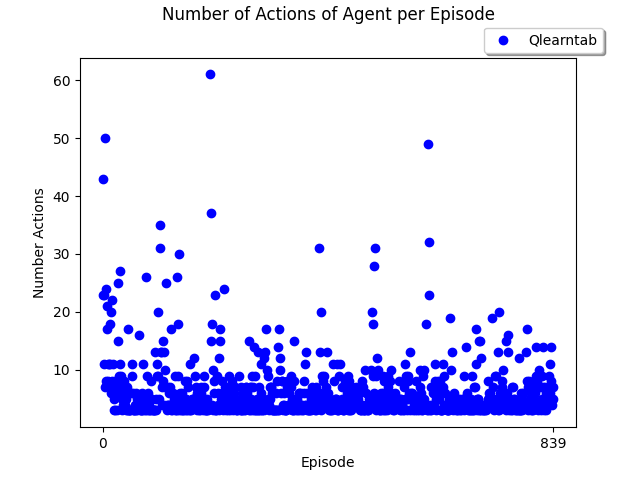 Number of Actions of Agent per Episode
Qlearntab
60
50
40
30
20
10
Number Actions
0
839
Episode